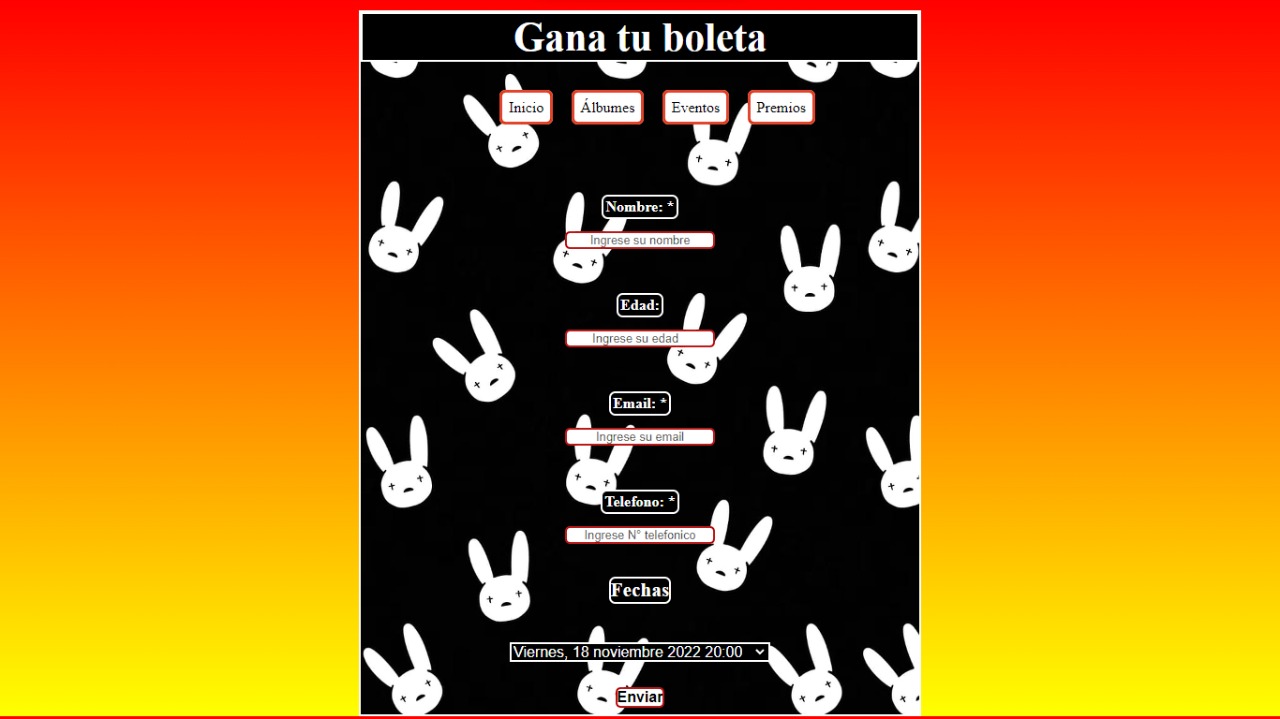 Gana tu boleta
Inicio Álbumes Eventos Premios
Nombre: *
Ingrese su nombre
Edad:
Ingrese su edad
Email: *
Ingrese su email
Telefono: *
Ingrese N° telefonico
Fechas
Viernes, 18 noviembre 2022 20:00
Enviar